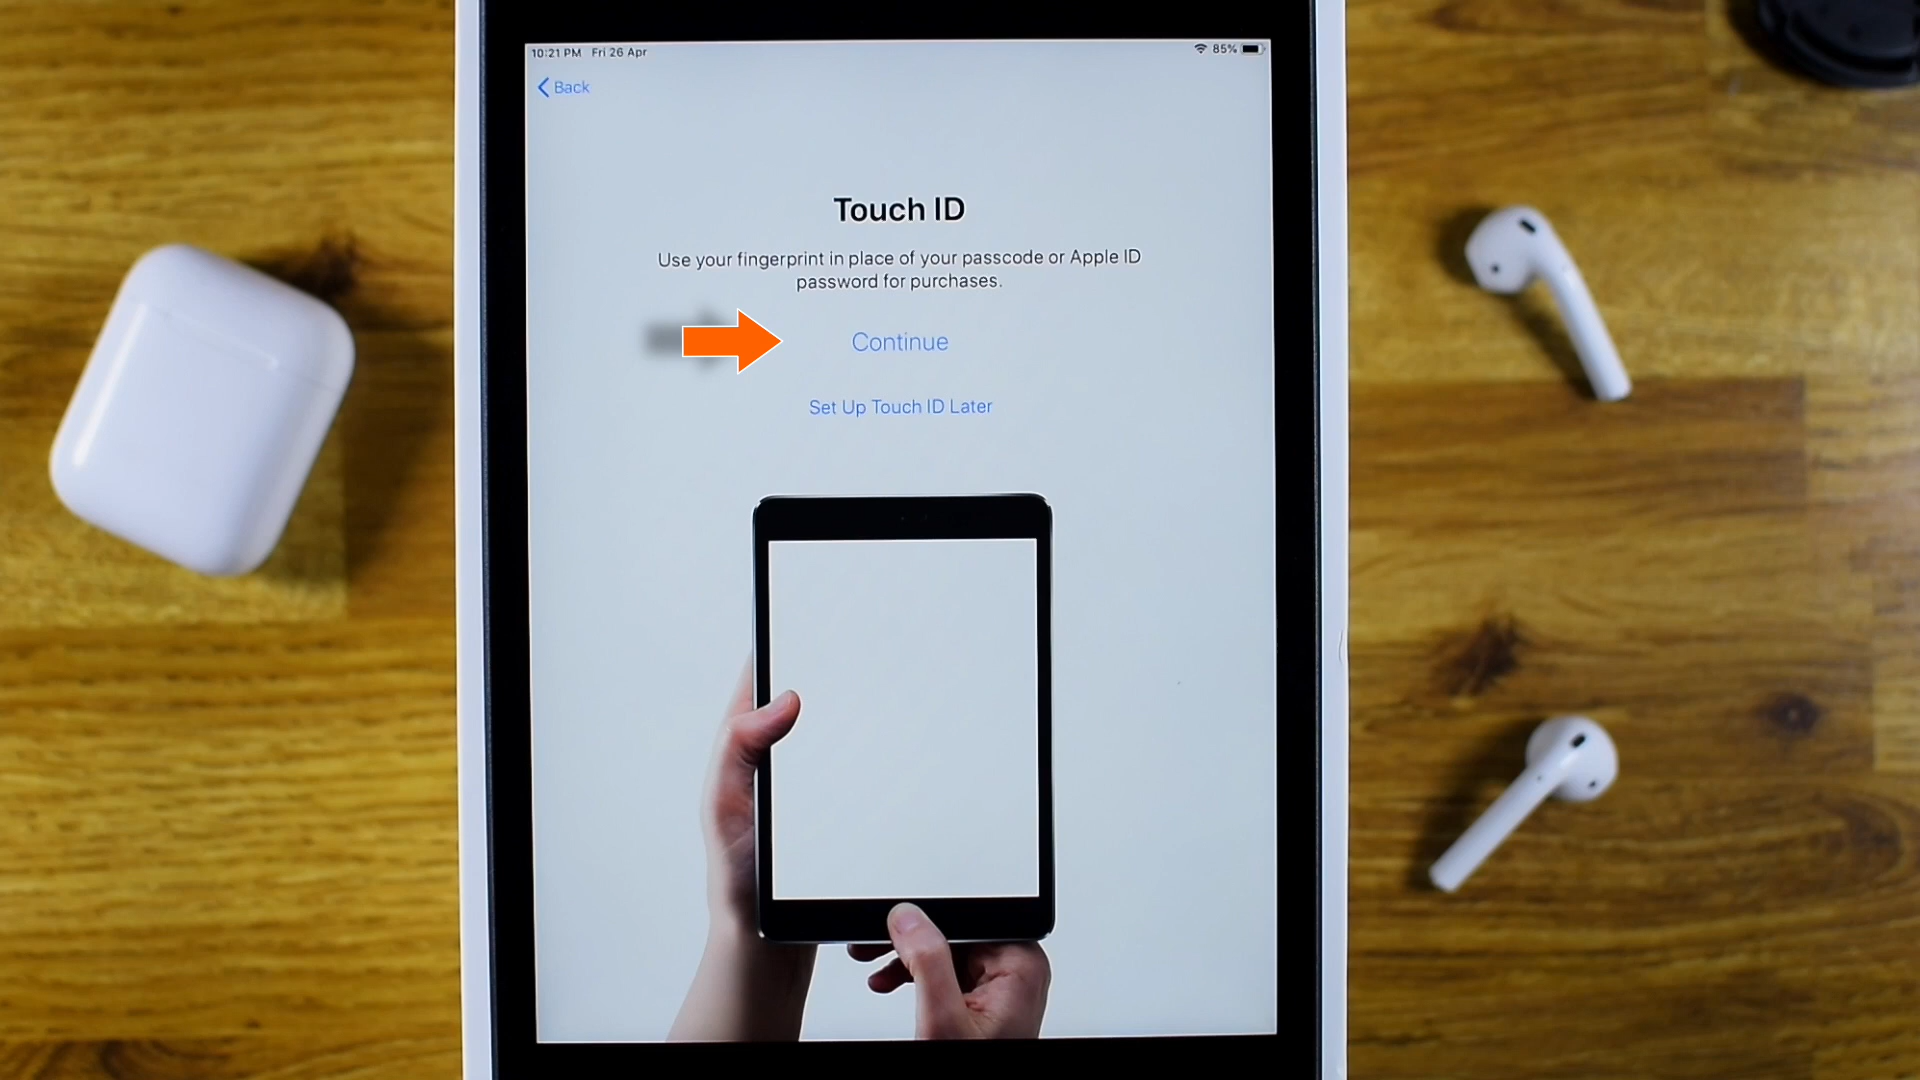 10:21 PM Fri 26 Apr
85%
Back
Touch ID
Use your fingerprint in place of your passcode or Apple ID
password for purchases.
Continue
Set Up Touch ID Later